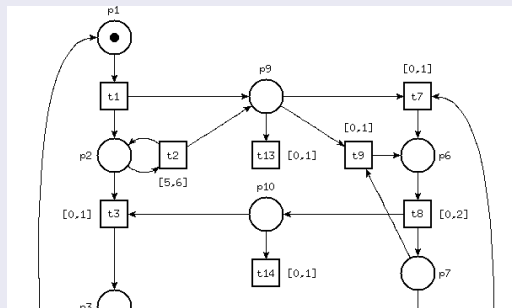 p1
p9
[0,1]
t1
t7
[0,1]
p2
t2
t13
[0,1]
t9
p6
[5,6]
p10
[0,1]
t3
t8
[0,2]
t14
[0,1]
p7
p3